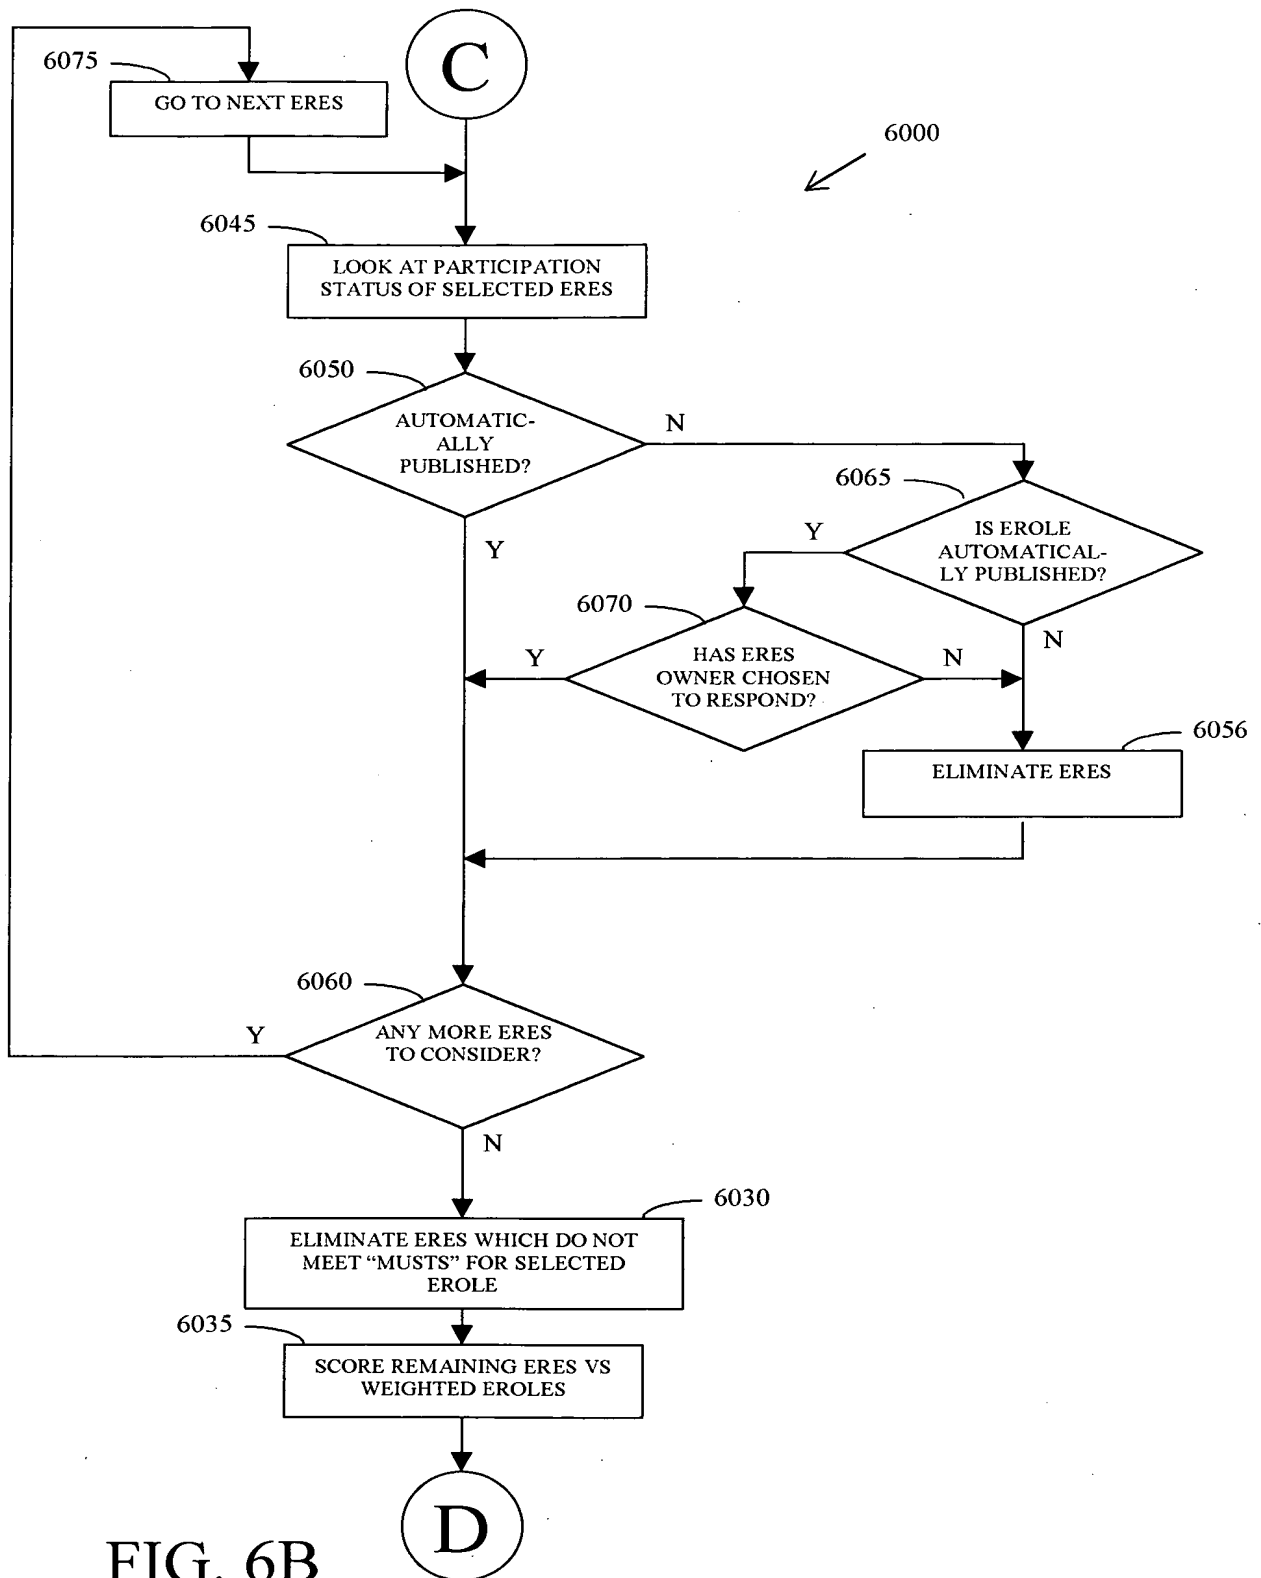 C
6075
GO TO NEXT ERES
6000
6045
LOOK AT PARTICIPATION
STATUS OF SELECTED ERES
6050
AUTOMATIC-
ALLY
PUBLISHED?
N
Y
6065
IS EROLE
AUTOMATICAL-
LY PUBLISHED?
Y
N
6070
HAS ERES
OWNER CHOSEN
TO RESPOND?
Y
N
6056
ELIMINATE ERES
6060
ANY MORE ERES
TO CONSIDER?
Y
N
6030
ELIMINATE ERES WHICH DO NOT
MEET “MUSTS” FOR SELECTED
EROLE
6035
SCORE REMAINING ERES VS
WEIGHTED EROLES
D
FIG. 6B